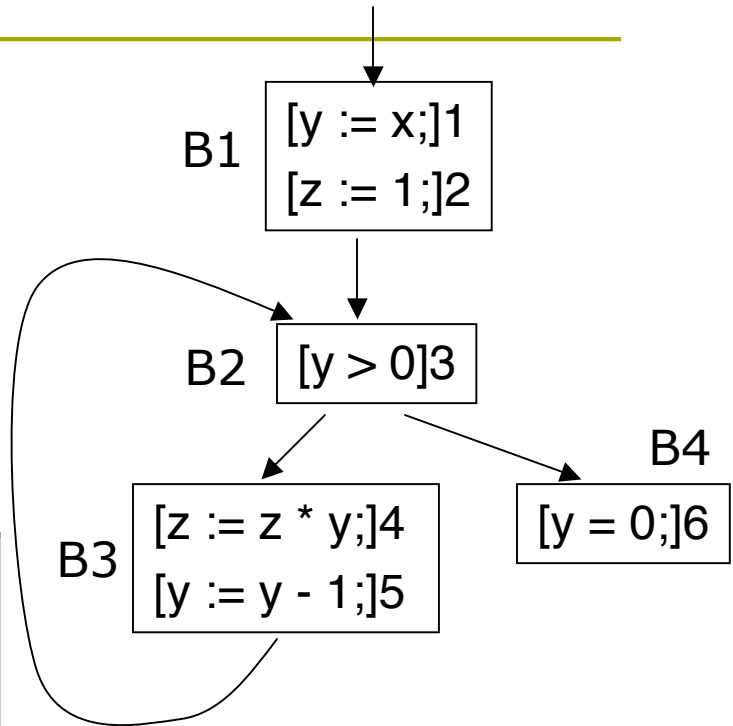 B1
[y := x;]1
[z := 1;]2
B2
[y > 0]3
B4
B3
[z := z * y;]4
[y := y - 1;]5
[y = 0;]6